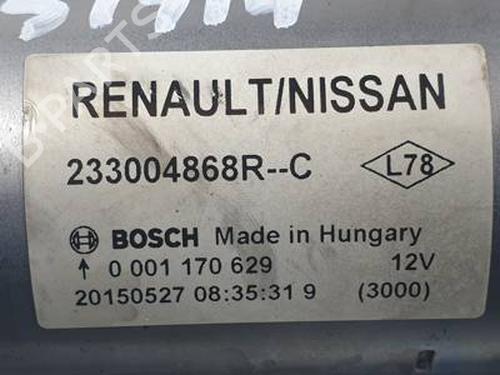 RENAULT/NISSAN
233004868R--C L78
BOSCH Made in Hungary
↑ 0 001 170 629 12V
20150527 08:35:31 9 (3000)